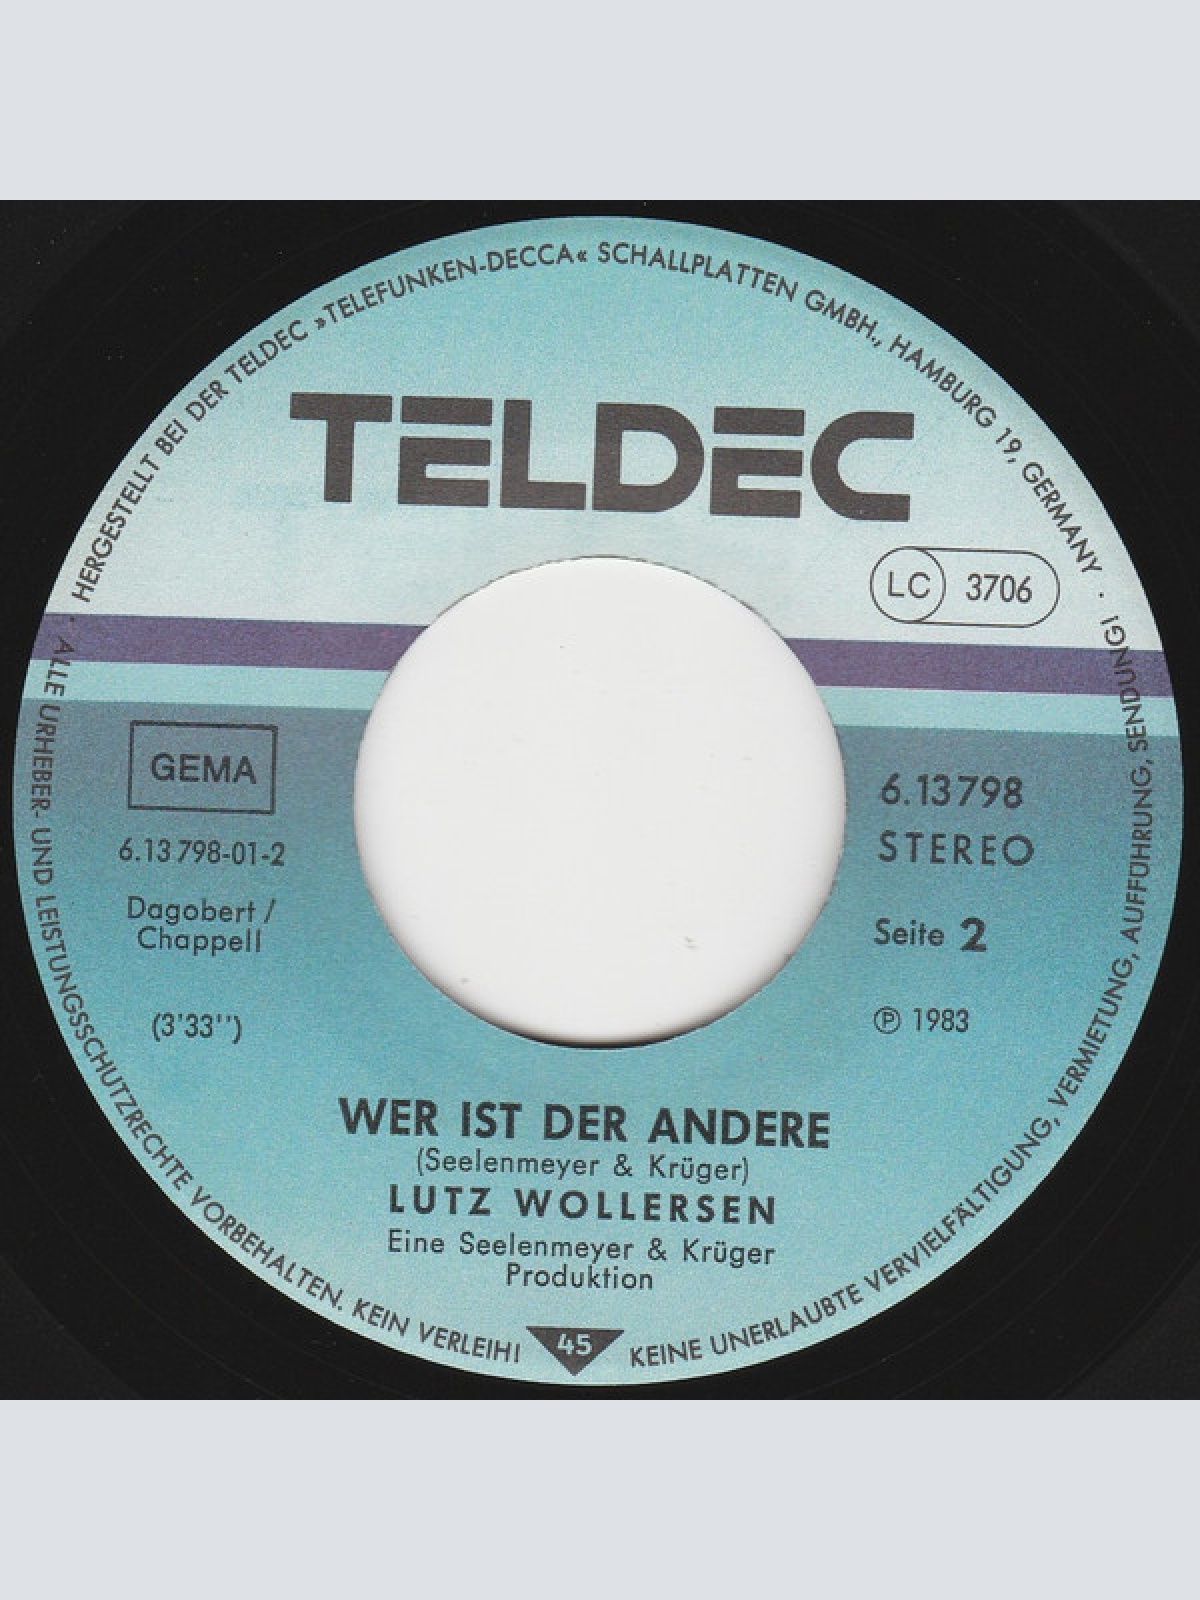 HERGESTELLT BEI DER TELDEC »TELEFUNKEN-DECCA« SCHALLPLATTEN GMBH., HAMBURG 19, GERMANY ·
TELDEC
LC 3706
GEMA
6.13798-01-2
Dagobert /
Chappell
(3'33'')
6.13798
STEREO
Seite 2
℗ 1983
WER IST DER ANDERE
(Seelenmeyer & Krüger)
LUTZ WOLLERSEN
Eine Seelenmeyer & Krüger
Produktion
· ALLE URHEBER- UND LEISTUNGSSCHUTZRECHTE VORBEHALTEN. KEIN VERLEIH!
45
KEINE UNERLAUBTE VERVIELFÄLTIGUNG, VERMIETUNG, AUFFÜHRUNG, SENDUNG!